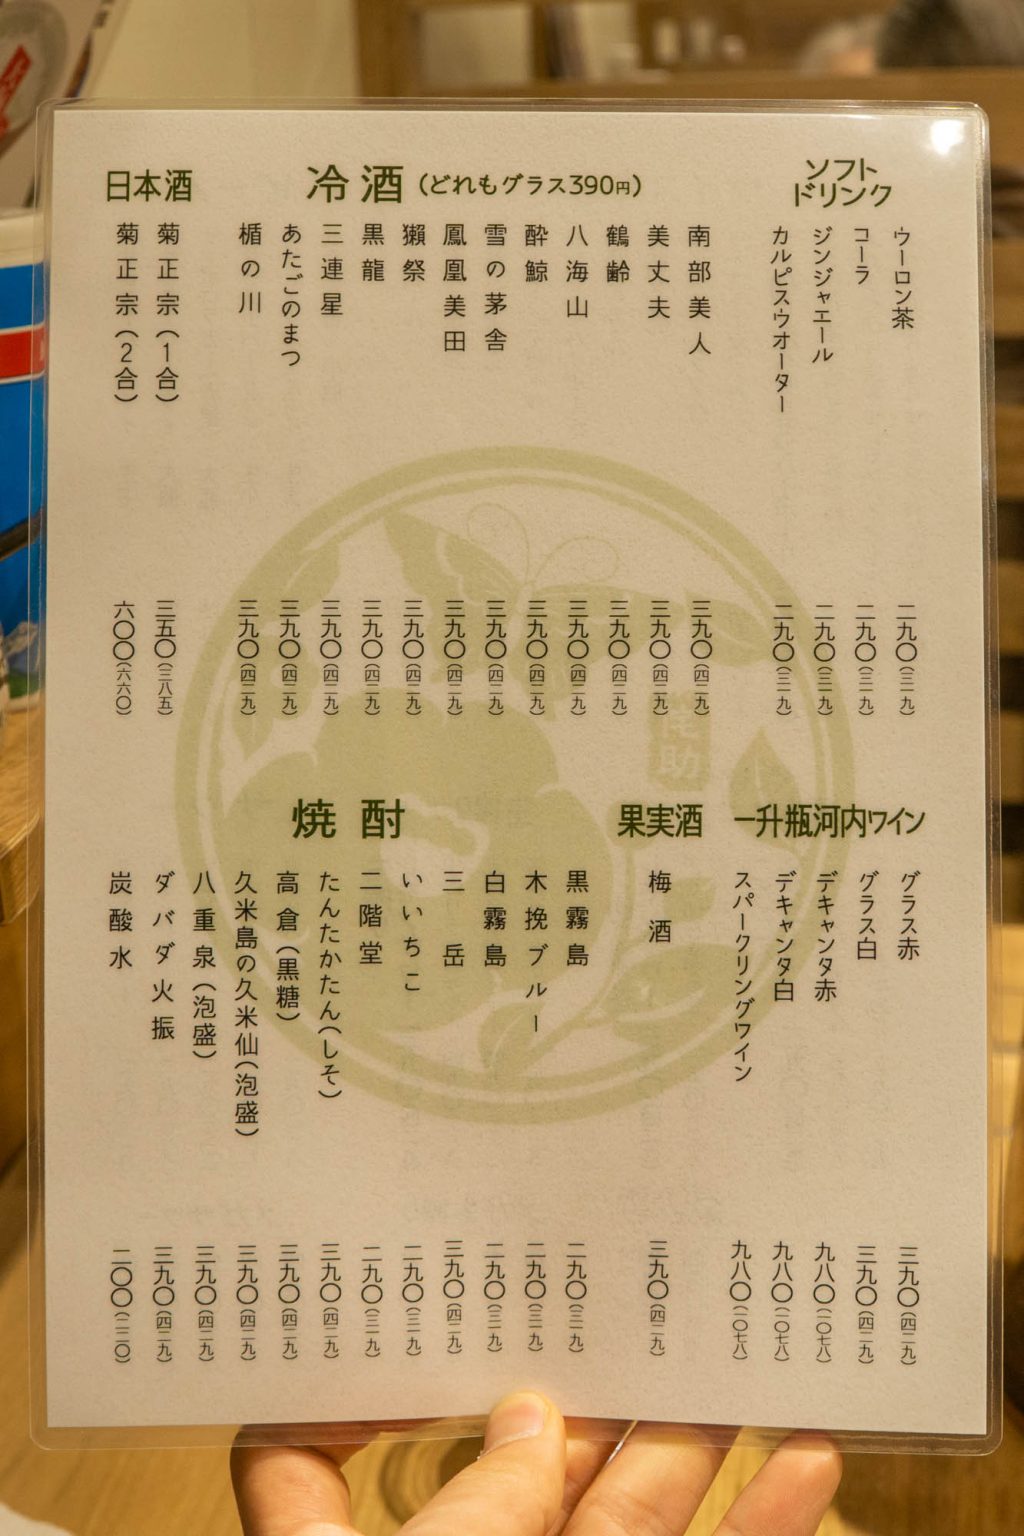 ソフト
ドリンク
ウーロン茶 二九〇(三一九)
コーラ 二九〇(三一九)
ジンジャエール 二九〇(三一九)
カルピスウオーター 二九〇(三一九)
冷酒(どれもグラス390円)
南部美人 三九〇(四二九)
美丈夫 三九〇(四二九)
鶴齢 三九〇(四二九)
八海山 三九〇(四二九)
酔鯨 三九〇(四二九)
雪の茅舎 三九〇(四二九)
鳳凰美田 三九〇(四二九)
獺祭 三九〇(四二九)
黒龍 三九〇(四二九)
三連星 三九〇(四二九)
あたごのまつ 三九〇(四二九)
楯の川 三九〇(四二九)
日本酒
菊正宗(1合) 三五〇(三八五)
菊正宗(2合) 六〇〇(六六〇)
一升瓶河内ワイン
グラス赤 三九〇(四二九)
グラス白 三九〇(四二九)
デキャンタ赤 九八〇(一〇七八)
デキャンタ白 九八〇(一〇七八)
スパークリングワイン 九八〇(一〇七八)
果実酒
梅酒 三九〇(四二九)
焼酎
黒霧島 二九〇(三一九)
木挽ブルー 二九〇(三一九)
白霧島 二九〇(三一九)
三岳 三九〇(四二九)
いいちこ 二九〇(三一九)
二階堂 二九〇(三一九)
たんたかたん(しそ) 三九〇(四二九)
高倉(黒糖) 三九〇(四二九)
久米島の久米仙(泡盛) 三九〇(四二九)
八重泉(泡盛) 三九〇(四二九)
ダバダ火振 三九〇(四二九)
炭酸水 二〇〇(二二〇)
助